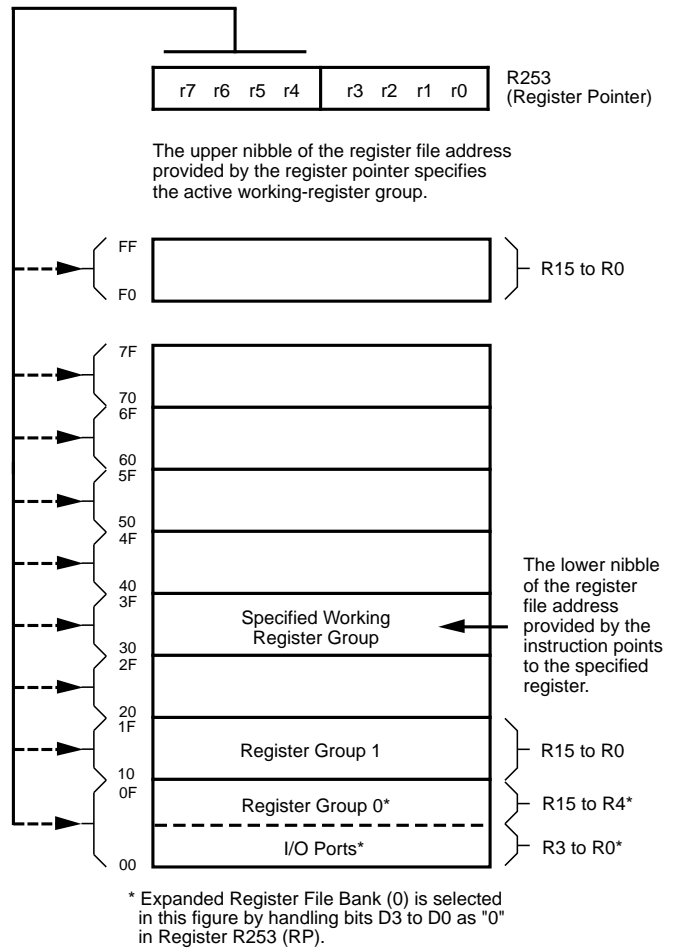 r7 r6 r5 r4 r3 r2 r1 r0
R253
(Register Pointer)
The upper nibble of the register file address
provided by the register pointer specifies
the active working-register group.
FF
F0
R15 to R0
7F
70
6F
60
5F
50
4F
40
3F
Specified Working
Register Group
30
The lower nibble
of the register
file address
provided by the
instruction points
to the specified
register.
2F
20
1F
Register Group 1
R15 to R0
10
0F
Register Group 0*
R15 to R4*
I/O Ports*
R3 to R0*
00
* Expanded Register File Bank (0) is selected
in this figure by handling bits D3 to D0 as "0"
in Register R253 (RP).